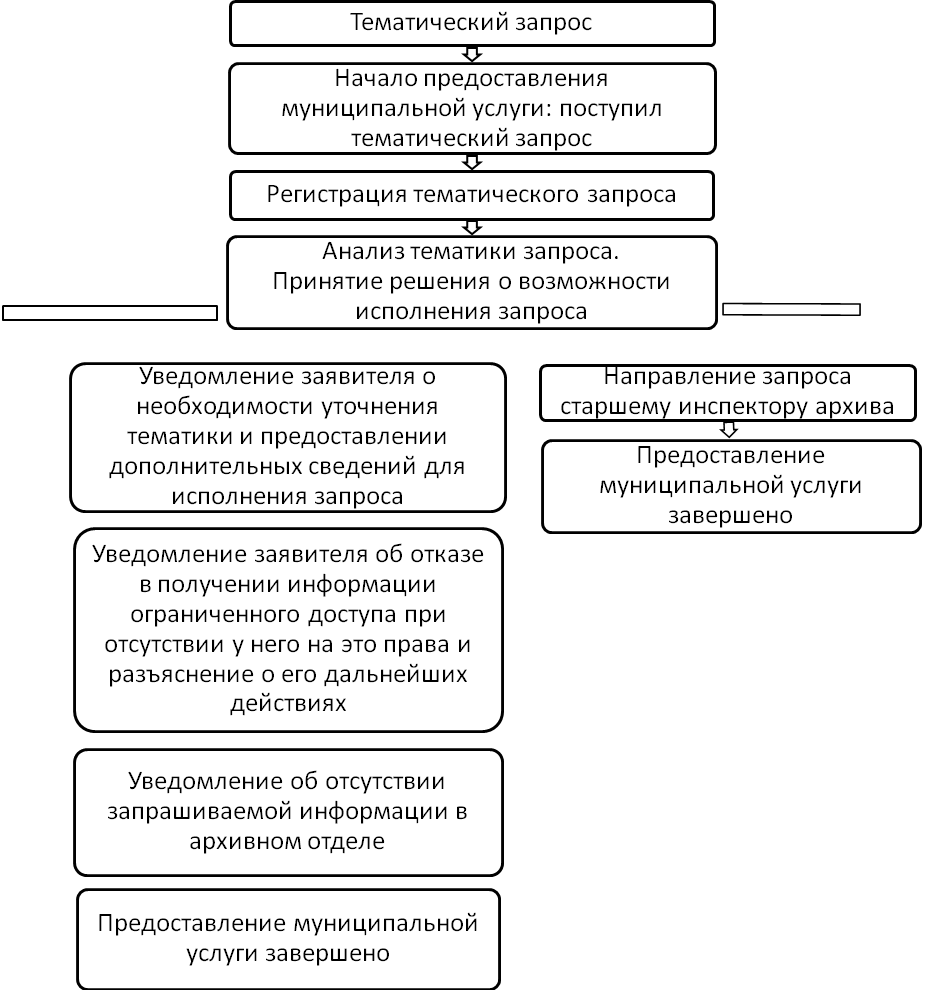 Тематический запрос
Начало предоставления
муниципальной услуги: поступил
тематический запрос
Регистрация тематического запроса
Анализ тематики запроса.
Принятие решения о возможности
исполнения запроса
Уведомление заявителя о
необходимости уточнения
тематики и предоставлении
дополнительных сведений для
исполнения запроса
Направление запроса
старшему инспектору архива
Предоставление
муниципальной услуги
завершено
Уведомление заявителя об отказе
в получении информации
ограниченного доступа при
отсутствии у него на это права и
разъяснение о его дальнейших
действиях
Уведомление об отсутствии
запрашиваемой информации в
архивном отделе
Предоставление муниципальной
услуги завершено